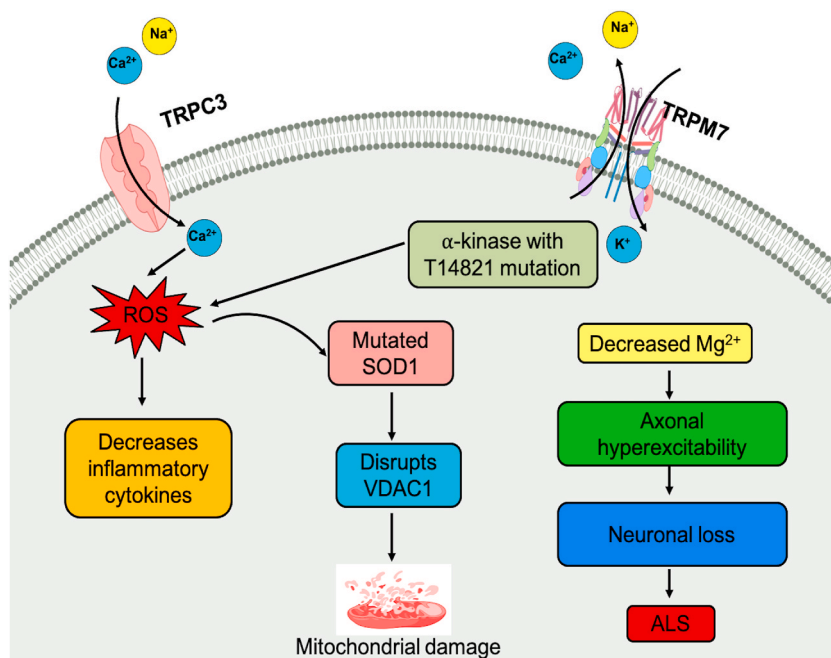 Na⁺
Ca²⁺
TRPC3
Ca²⁺
Na⁺
Ca²⁺
TRPM7
K⁺
α-kinase with
T14821 mutation
ROS
Mutated
SOD1
Decreased Mg²⁺
Decreases
inflammatory
cytokines
Disrupts
VDAC1
Axonal
hyperexcitability
Neuronal loss
Mitochondrial damage
ALS